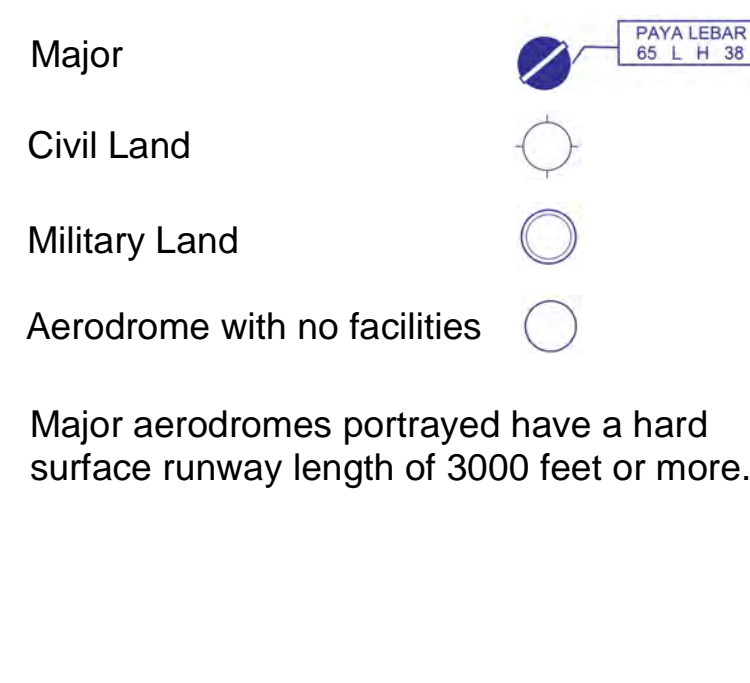 Major
PAYA LEBAR
65 L H 38
Civil Land
Military Land
Aerodrome with no facilities
Major aerodromes portrayed have a hard
surface runway length of 3000 feet or more.